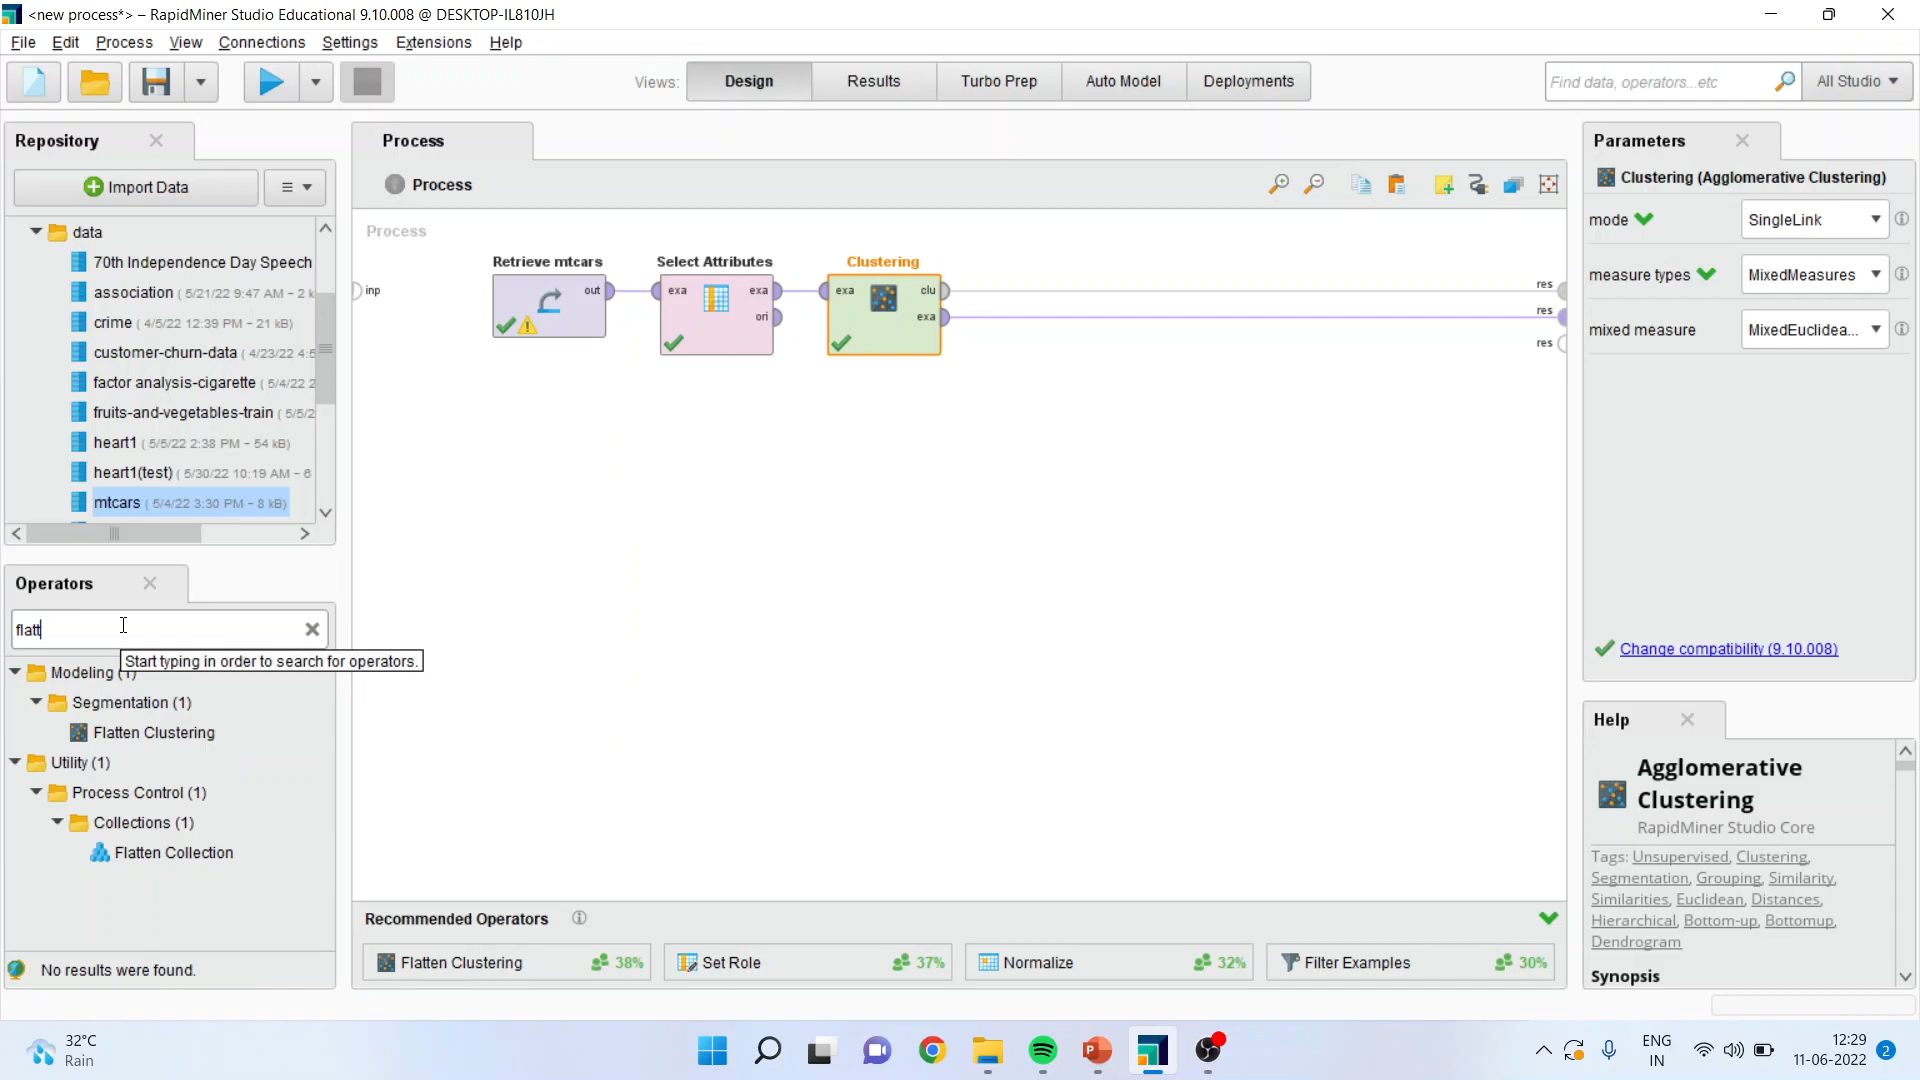 <new process*> – RapidMiner Studio Educational 9.10.008 @ DESKTOP-IL810JH
File Edit Process View Connections Settings Extensions Help
Views: Design Results Turbo Prep Auto Model Deployments
Find data, operators...etc All Studio
Repository
Import Data
data
70th Independence Day Speech
association ( 5/21/22 9:47 AM – 2 k
crime ( 4/5/22 12:39 PM – 21 kB)
customer-churn-data ( 4/23/22 4:5
factor analysis-cigarette ( 5/4/22 2
fruits-and-vegetables-train ( 5/5/2
heart1 ( 5/5/22 2:38 PM – 54 kB)
heart1(test) ( 5/30/22 10:19 AM – 6
mtcars ( 5/4/22 3:30 PM – 8 kB)
Operators
flatt
Start typing in order to search for operators.
Modeling (1)
Segmentation (1)
Flatten Clustering
Utility (1)
Process Control (1)
Collections (1)
Flatten Collection
No results were found.
Process
Process
Process
Retrieve mtcars Select Attributes Clustering
inp out exa exa ori exa clu exa res res res
Recommended Operators
Flatten Clustering 38% Set Role 37% Normalize 32% Filter Examples 30%
Parameters
Clustering (Agglomerative Clustering)
mode SingleLink
measure types MixedMeasures
mixed measure MixedEuclidea...
Change compatibility (9.10.008)
Help
Agglomerative
Clustering
RapidMiner Studio Core
Tags: Unsupervised, Clustering,
Segmentation, Grouping, Similarity,
Similarities, Euclidean, Distances,
Hierarchical, Bottom-up, Bottomup,
Dendrogram
Synopsis
32°C
Rain
ENG
IN
12:29
11-06-2022
2